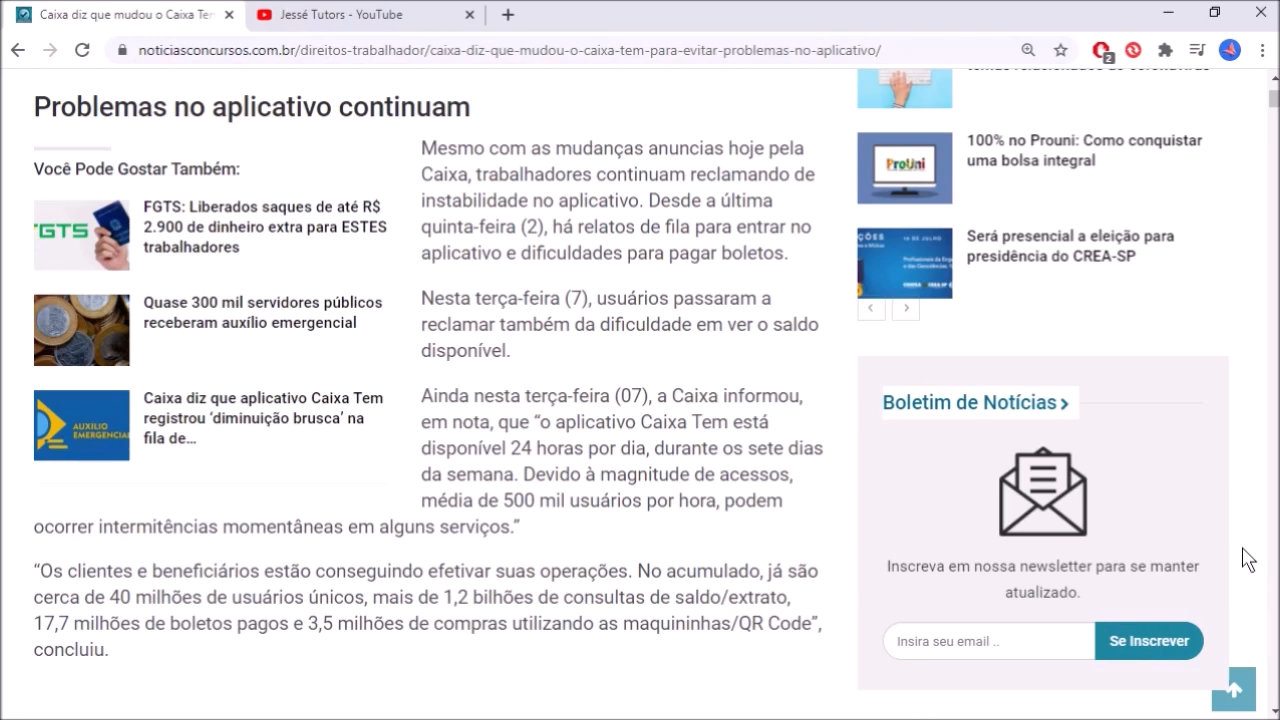 Caixa diz que mudou o Caixa Te
Jessé Tutors - YouTube
noticiasconcursos.com.br/direitos-trabalhador/caixa-diz-que-mudou-o-caixa-tem-para-evitar-problemas-no-aplicativo/
2
Problemas no aplicativo continuam
Você Pode Gostar Também:
FGTS
FGTS: Liberados saques de até R$
2.900 de dinheiro extra para ESTES
trabalhadores
Quase 300 mil servidores públicos
receberam auxílio emergencial
AUXILIO
EMERGENCIAL
Caixa diz que aplicativo Caixa Tem
registrou ‘diminuição brusca’ na
fila de...
Mesmo com as mudanças anuncias hoje pela
Caixa, trabalhadores continuam reclamando de
instabilidade no aplicativo. Desde a última
quinta-feira (2), há relatos de fila para entrar no
aplicativo e dificuldades para pagar boletos.
Nesta terça-feira (7), usuários passaram a
reclamar também da dificuldade em ver o saldo
disponível.
Ainda nesta terça-feira (07), a Caixa informou,
em nota, que “o aplicativo Caixa Tem está
disponível 24 horas por dia, durante os sete dias
da semana. Devido à magnitude de acessos,
média de 500 mil usuários por hora, podem
ocorrer intermitências momentâneas em alguns serviços.”
“Os clientes e beneficiários estão conseguindo efetivar suas operações. No acumulado, já são
cerca de 40 milhões de usuários únicos, mais de 1,2 bilhões de consultas de saldo/extrato,
17,7 milhões de boletos pagos e 3,5 milhões de compras utilizando as maquininhas/QR Code”,
concluiu.
ProUni
100% no Prouni: Como conquistar
uma bolsa integral
Será presencial a eleição para
presidência do CREA-SP
Boletim de Notícias
Inscreva em nossa newsletter para se manter
atualizado.
Insira seu email ..
Se Inscrever